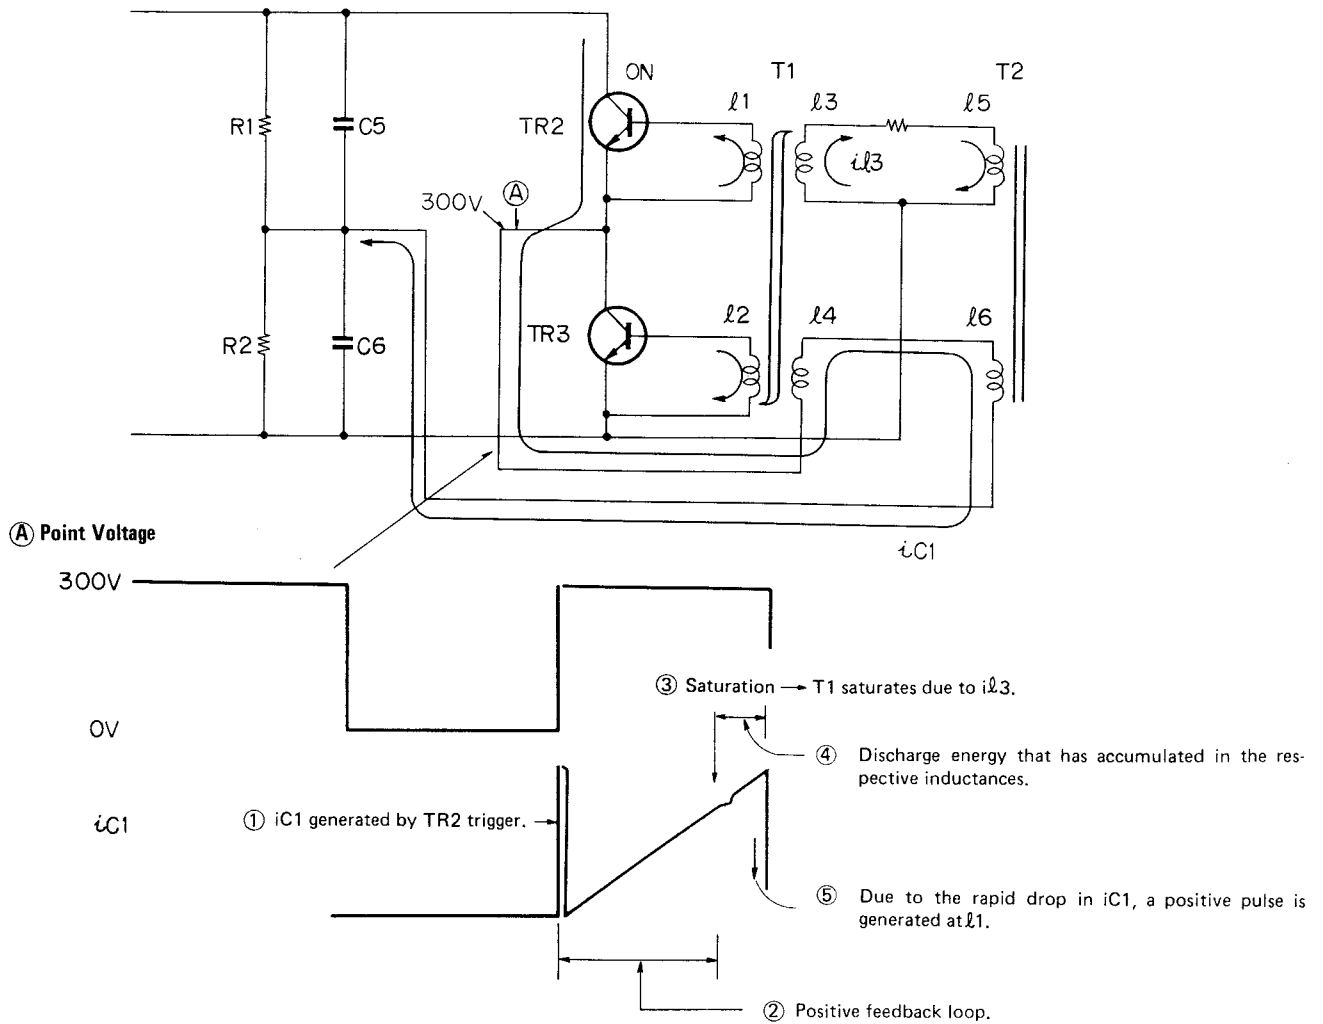 ON
T1
T2
ℓ1
ℓ3
ℓ5
R1
C5
TR2
iℓ3
300V
Ⓐ
R2
C6
TR3
ℓ2
ℓ4
ℓ6
iC1
Ⓐ Point Voltage
300V
0V
③ Saturation → T1 saturates due to iℓ3.
④ Discharge energy that has accumulated in the res-
pective inductances.
iC1
① iC1 generated by TR2 trigger.
⑤ Due to the rapid drop in iC1, a positive pulse is
generated at ℓ1.
② Positive feedback loop.